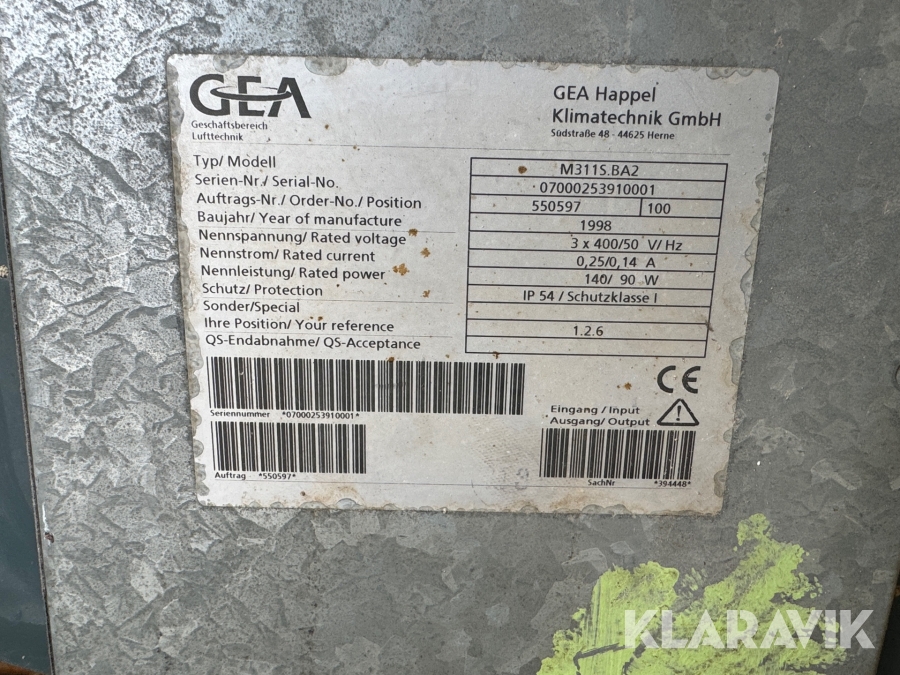 GEA
Geschäftsbereich
Lufttechnik
GEA Happel
Klimatechnik GmbH
Südstraße 48 - 44625 Herne
Typ/ Modell M311S.BA2
Serien-Nr./ Serial-No. 07000253910001
Auftrags-Nr./ Order-No./ Position 550597 100
Baujahr/ Year of manufacture 1998
Nennspannung/ Rated voltage 3 x 400/50 V/ Hz
Nennstrom/ Rated current 0,25/0,14 A
Nennleistung/ Rated power 140/ 90 W
Schutz/ Protection IP 54 / Schutzklasse I
Sonder/Special
Ihre Position/ Your reference 1.2.6
QS-Endabnahme/ QS-Acceptance
CE
Seriennummer *07000253910001*
Eingang / Input
Ausgang/ Output
Auftrag *550597*
SachNr *394448*
KLARAVIK